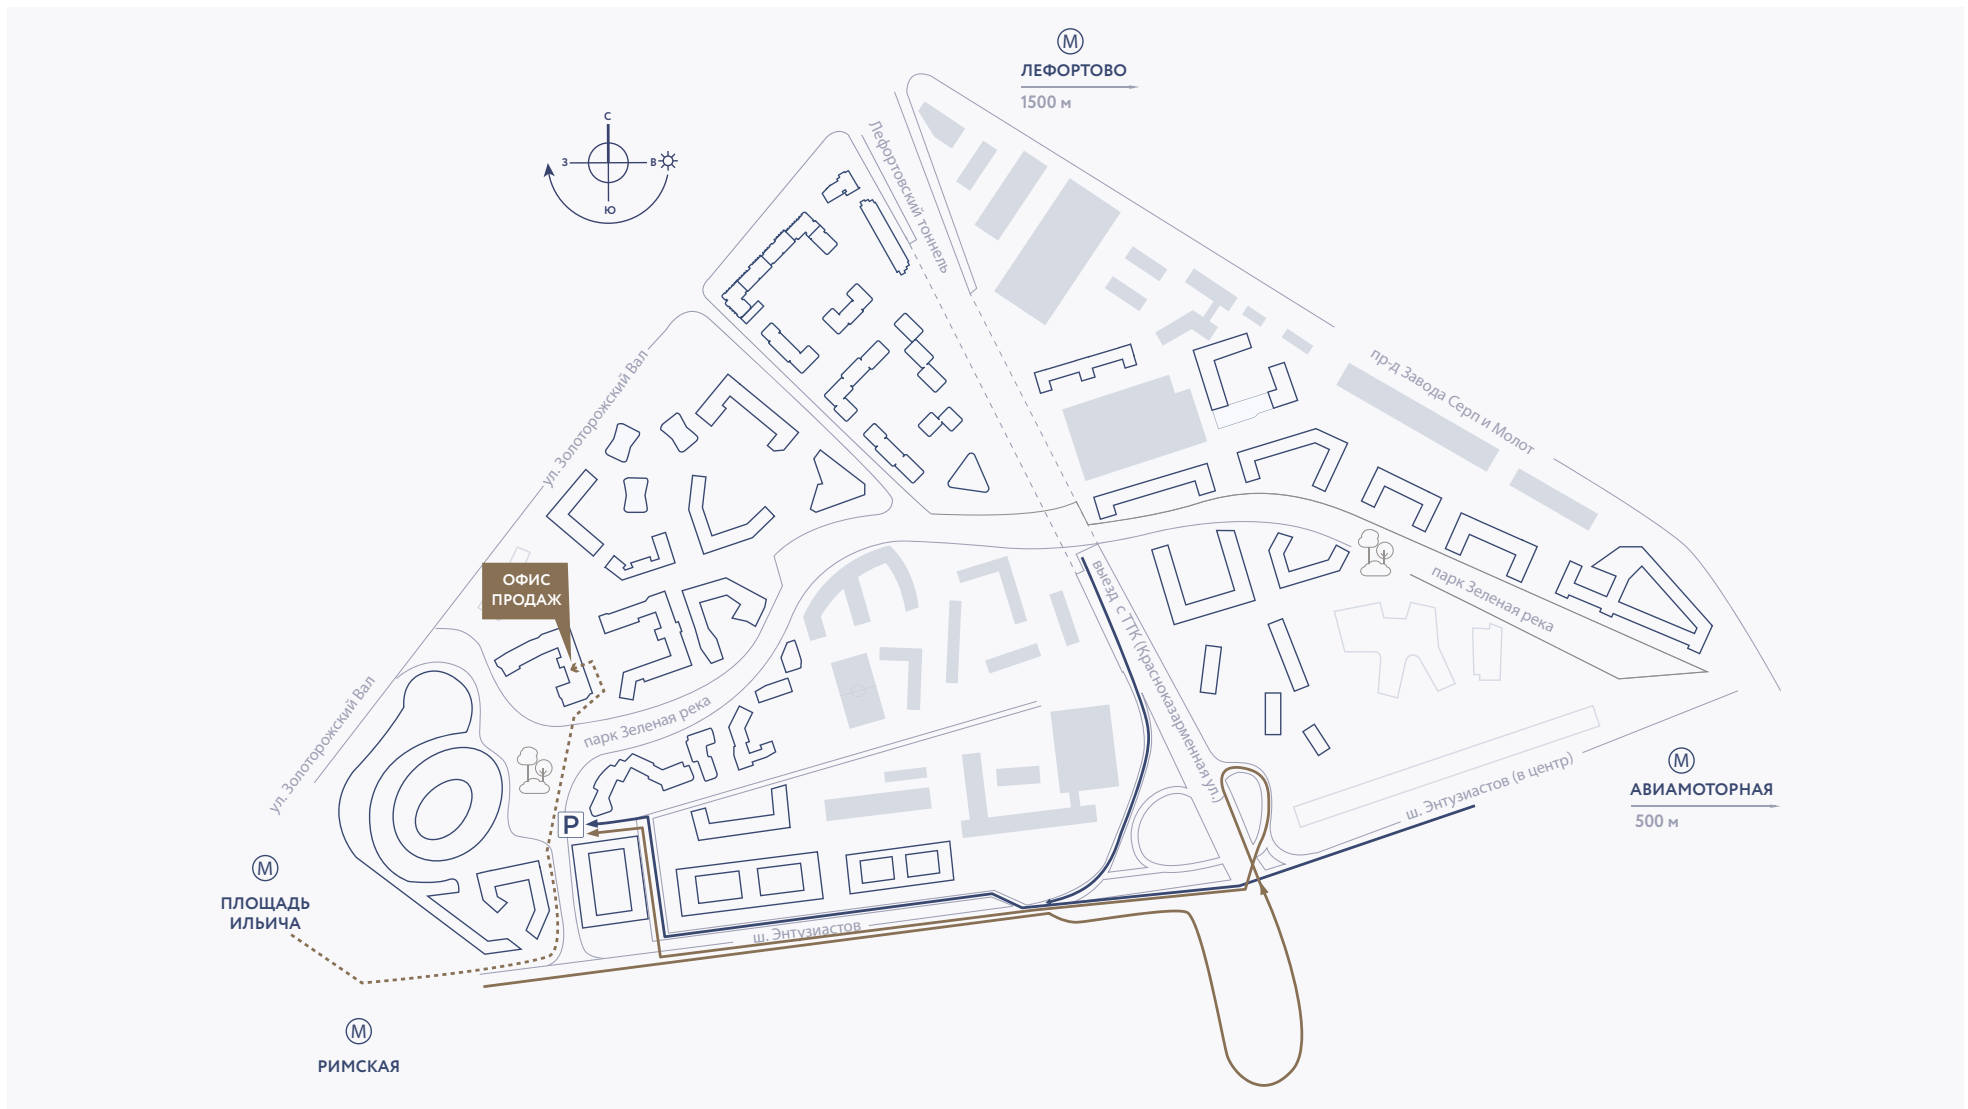 М
ЛЕФОРТОВО
1500 м
С
З
В
Ю
Лефортовский тоннель
ул. Золоторожский Вал
пр-д Завода Серп и Молот
ОФИС
ПРОДАЖ
выезд с ТТК (Красноказарменная ул.)
парк Зеленая река
ул. Золоторожский Вал
парк Зеленая река
М
АВИАМОТОРНАЯ
500 м
ш. Энтузиастов (в центр)
P
М
ПЛОЩАДЬ
ИЛЬИЧА
ш. Энтузиастов
М
РИМСКАЯ